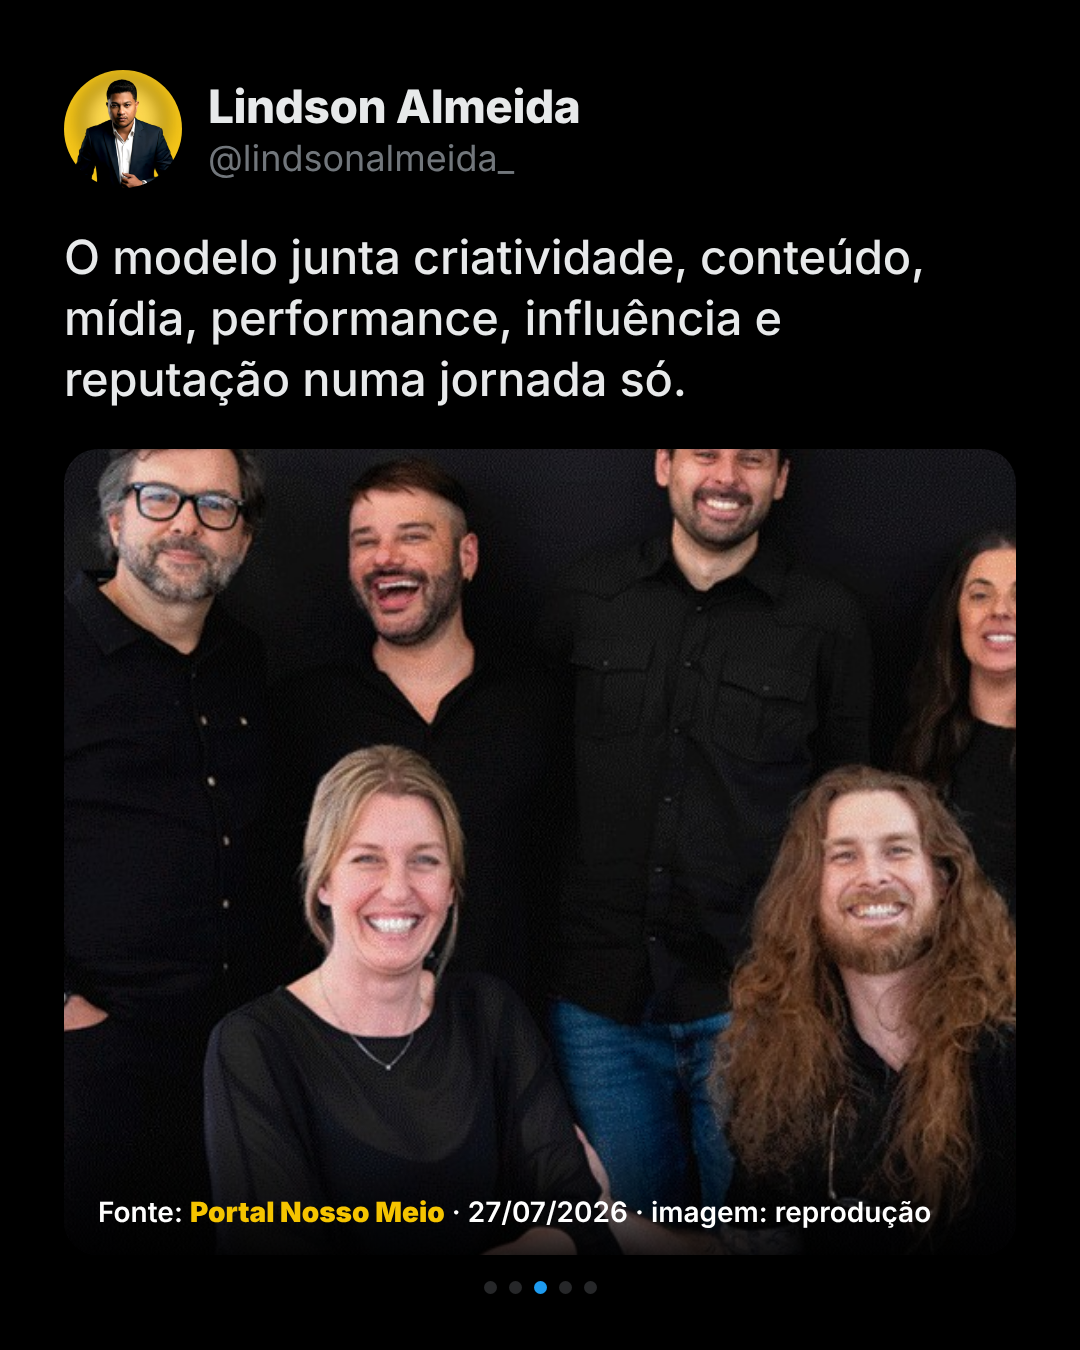 Lindson Almeida
@lindsonalmeida_
O modelo junta criatividade, conteúdo,
mídia, performance, influência e
reputação numa jornada só.
Fonte: Portal Nosso Meio · 27/07/2026 · imagem: reprodução